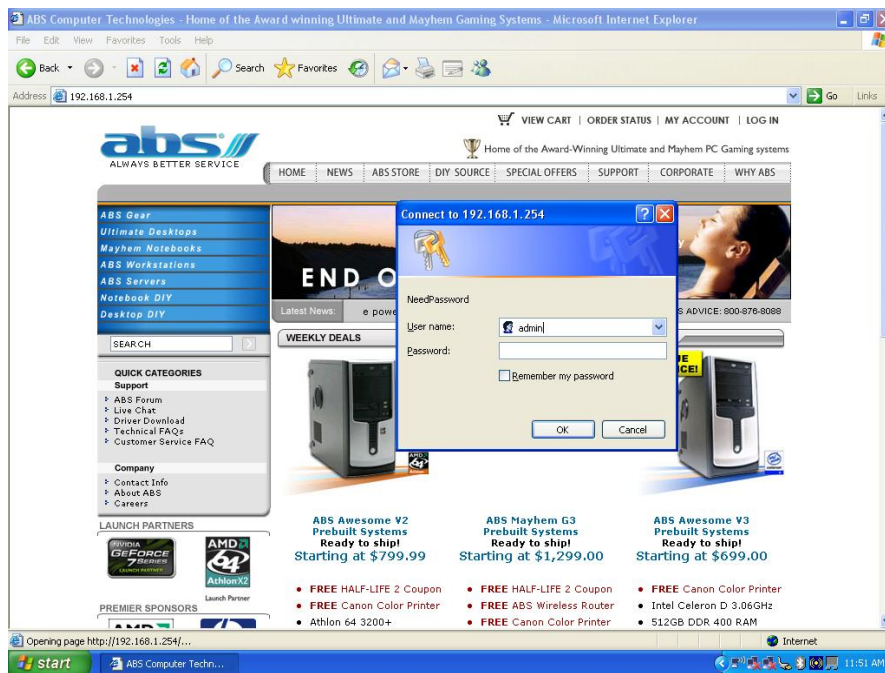 ABS Computer Technologies - Home of the Award winning Ultimate and Mayhem Gaming Systems - Microsoft Internet Explorer
File Edit View Favorites Tools Help
Back Search Favorites
Address 192.168.1.254 Go Links
VIEW CART | ORDER STATUS | MY ACCOUNT | LOG IN
abs
ALWAYS BETTER SERVICE
Home of the Award-Winning Ultimate and Mayhem PC Gaming systems
HOME NEWS ABS STORE DIY SOURCE SPECIAL OFFERS SUPPORT CORPORATE WHY ABS
ABS Gear
Ultimate Desktops
Mayhem Notebooks
ABS Workstations
ABS Servers
Notebook DIY
Desktop DIY
SEARCH
QUICK CATEGORIES
Support
ABS Forum
Live Chat
Driver Download
Technical FAQs
Customer Service FAQ
Company
Contact Info
About ABS
Careers
LAUNCH PARTNERS
NVIDIA
GEFORCE
7 SERIES
LAUNCH PARTNER
AMD
64
Athlon X2
Launch Partner
PREMIER SPONSORS
AMD
END O
Latest News: e powe
S ADVICE: 800-876-8088
WEEKLY DEALS
Connect to 192.168.1.254
NeedPassword
User name: admin
Password:
Remember my password
OK Cancel
AMD
64
Athlon
UE
CE!
ABS Awesome V2
Prebuilt Systems
Ready to ship!
Starting at $799.99
FREE HALF-LIFE 2 Coupon
FREE Canon Color Printer
Athlon 64 3200+
ABS Mayhem G3
Prebuilt Systems
Ready to ship!
Starting at $1,299.00
FREE HALF-LIFE 2 Coupon
FREE ABS Wireless Router
FREE Canon Color Printer
ABS Awesome V3
Prebuilt Systems
Ready to ship!
Starting at $699.00
FREE Canon Color Printer
Intel Celeron D 3.06GHz
512GB DDR 400 RAM
Opening page http://192.168.1.254/... Internet
start ABS Computer Techn... 11:51 AM